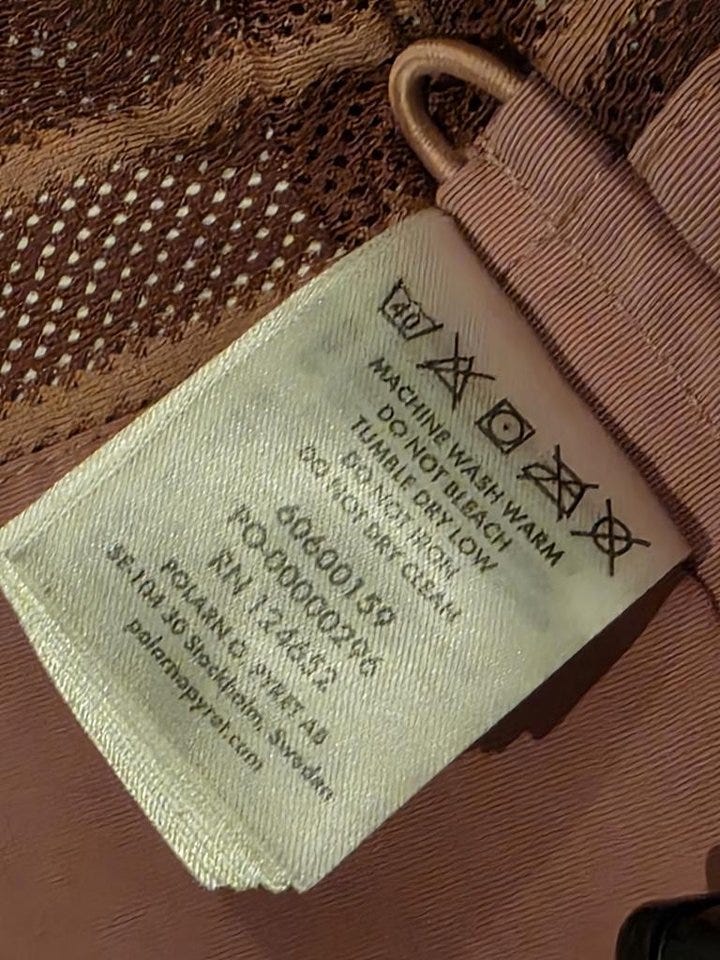 40
MACHINE WASH WARM
DO NOT BLEACH
TUMBLE DRY LOW
DO NOT IRON
DO NOT DRY CLEAN
60600159
PO-00000296
RN 124652
POLARN O. PYRET AB
SE-104 30 Stockholm, Sweden
polarnopyret.com